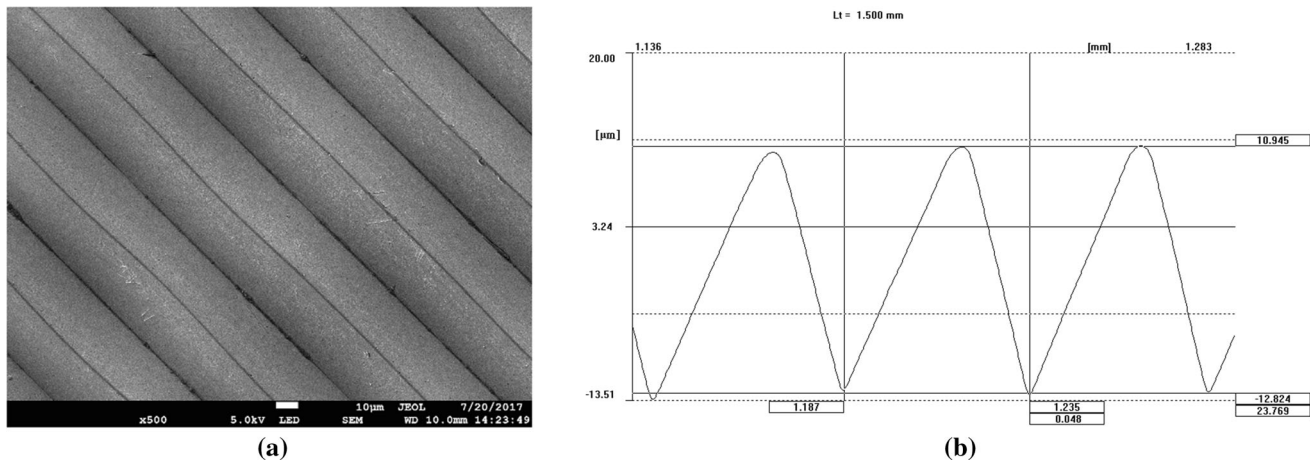 Lt = 1.500 mm
1.136 [mm] 1.283
20.00
[µm]
10.945
3.24
-13.51
-12.824
23.769
1.187
1.235
0.048
10µm JEOL 7/20/2017
x500 5.0kV LED SEM WD 10.0mm 14:23:49
(a) (b)